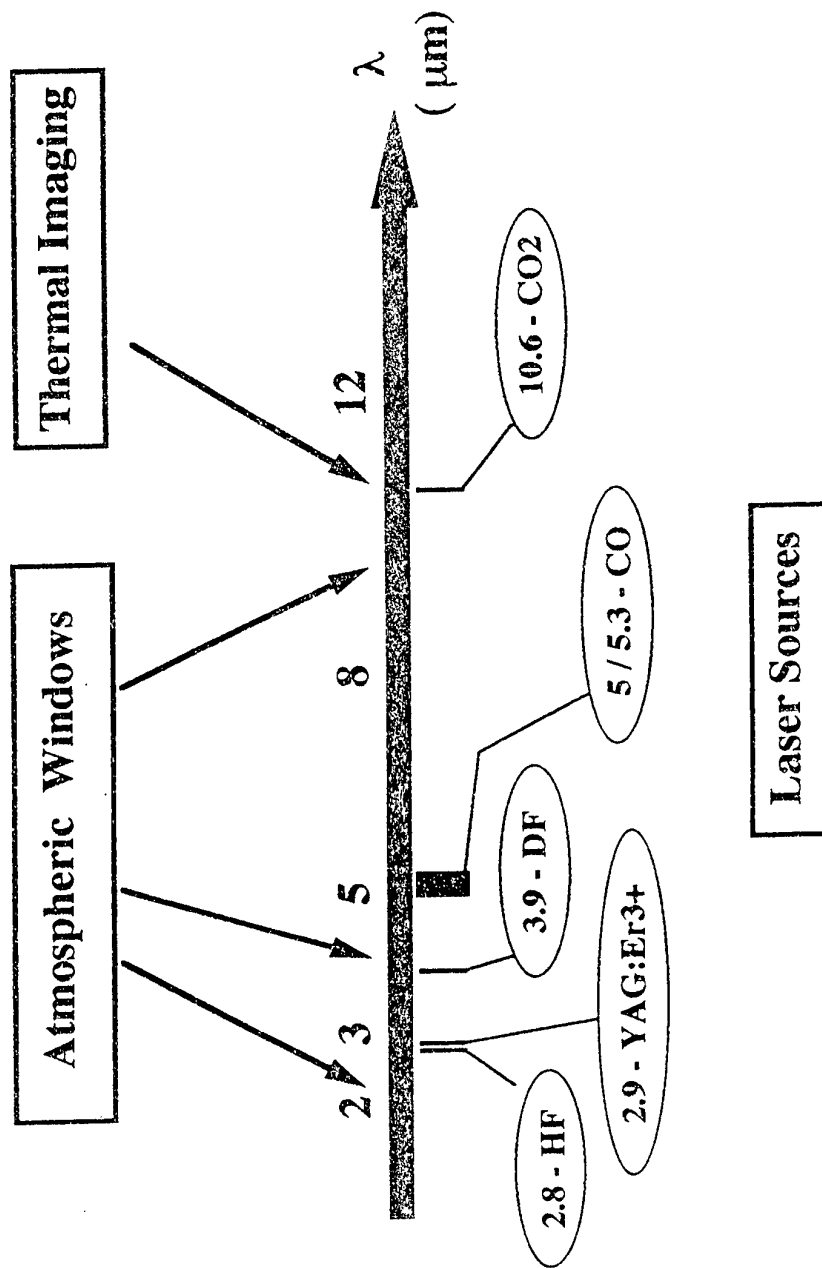 Atmospheric Windows
Thermal Imaging
2 3 5 8 12
λ
( μm)
2.8 - HF
2.9 - YAG:Er3+
3.9 - DF
5 / 5.3 - CO
10.6 - CO2
Laser Sources